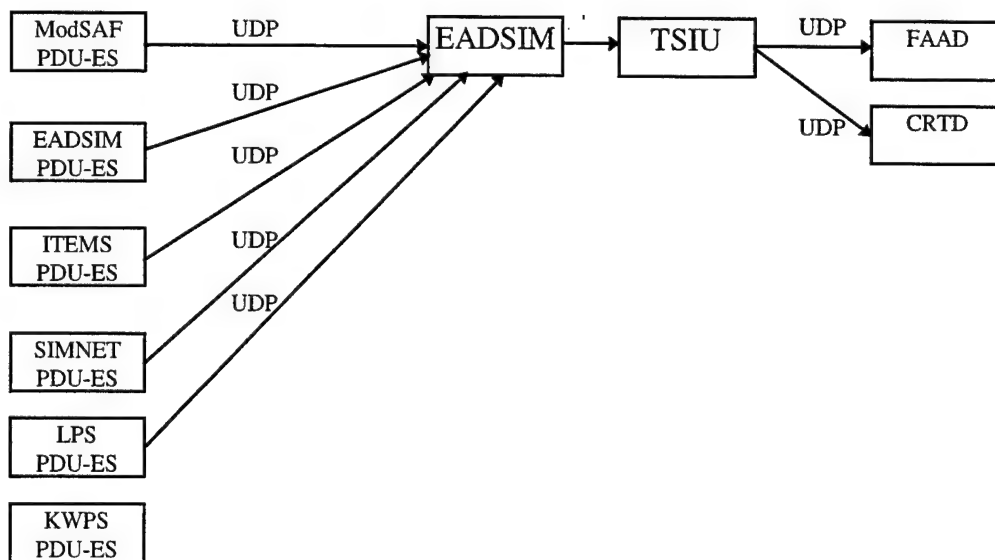 ModSAF
PDU-ES
UDP
EADSIM
TSIU
UDP
FAAD
UDP
EADSIM
PDU-ES
UDP
CRTD
UDP
ITEMS
PDU-ES
UDP
SIMNET
PDU-ES
UDP
LPS
PDU-ES
KWPS
PDU-ES